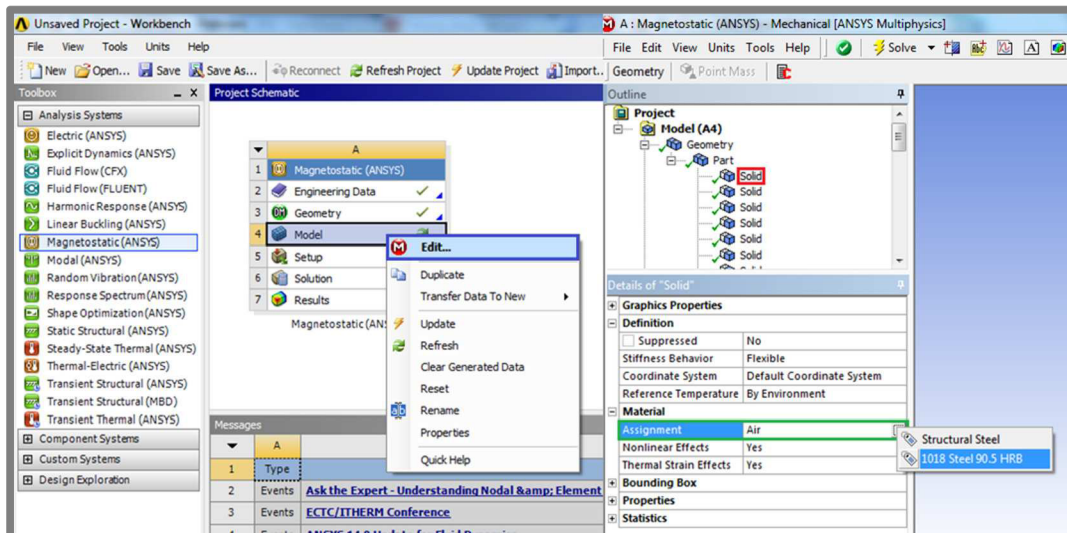 Unsaved Project - Workbench
File View Tools Units Help
New Open... Save Save As... Reconnect Refresh Project Update Project Import..
Toolbox
Analysis Systems
Electric (ANSYS)
Explicit Dynamics (ANSYS)
Fluid Flow (CFX)
Fluid Flow (FLUENT)
Harmonic Response (ANSYS)
Linear Buckling (ANSYS)
Magnetostatic (ANSYS)
Modal (ANSYS)
Random Vibration (ANSYS)
Response Spectrum (ANSYS)
Shape Optimization (ANSYS)
Static Structural (ANSYS)
Steady-State Thermal (ANSYS)
Thermal-Electric (ANSYS)
Transient Structural (ANSYS)
Transient Structural (MBD)
Transient Thermal (ANSYS)
Component Systems
Custom Systems
Design Exploration
Project Schematic
A
1 Magnetostatic (ANSYS)
2 Engineering Data
3 Geometry
4 Model
5 Setup
6 Solution
7 Results
Magnetostatic (ANS
Edit...
Duplicate
Transfer Data To New
Update
Refresh
Clear Generated Data
Reset
Rename
Properties
Quick Help
Messages
A
1 Type
2 Events Ask the Expert - Understanding Nodal &amp; Element
3 Events ECTC/ITHERM Conference
A : Magnetostatic (ANSYS) - Mechanical [ANSYS Multiphysics]
File Edit View Units Tools Help Solve
Geometry Point Mass
Outline
Project
Model (A4)
Geometry
Part
Solid
Solid
Solid
Solid
Solid
Solid
Details of "Solid"
Graphics Properties
Definition
Suppressed No
Stiffness Behavior Flexible
Coordinate System Default Coordinate System
Reference Temperature By Environment
Material
Assignment Air
Nonlinear Effects Yes
Thermal Strain Effects Yes
Bounding Box
Properties
Statistics
Structural Steel
1018 Steel 90.5 HRB